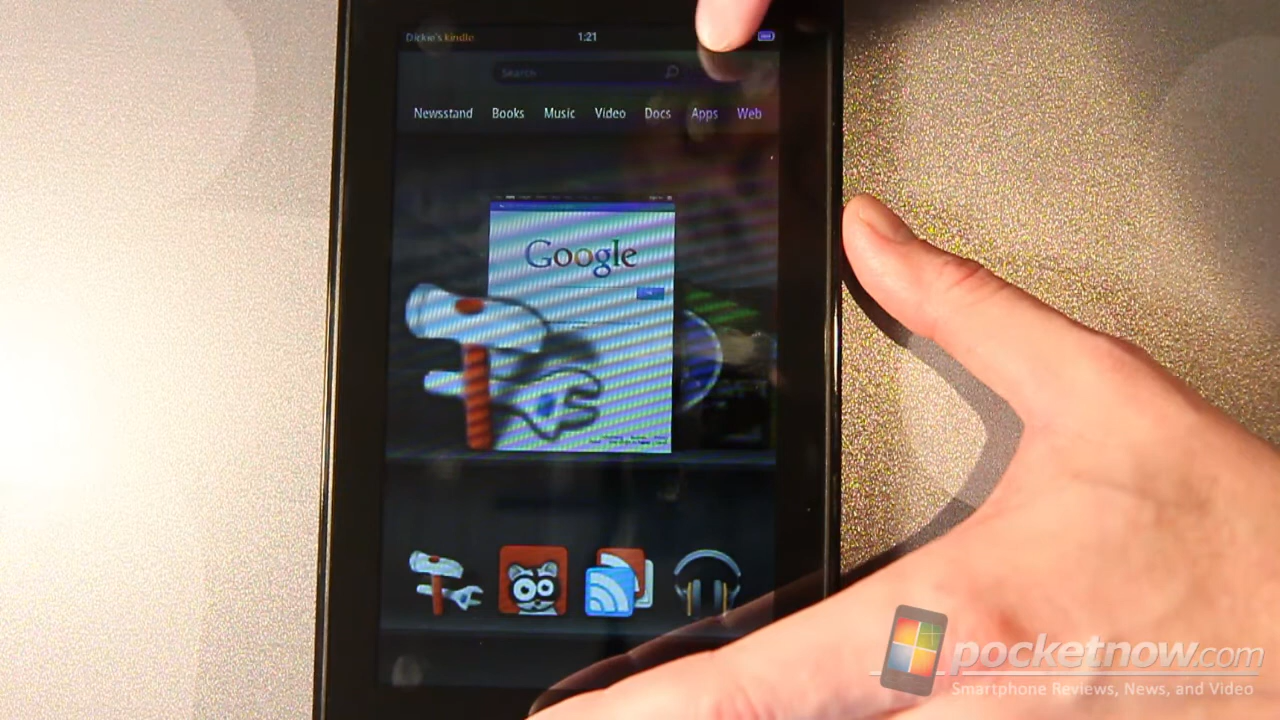 Dickie's kindle
1:21
Search
Newsstand Books Music Video Docs Apps Web
Google
pocketnow.com
Smartphone Reviews, News, and Video